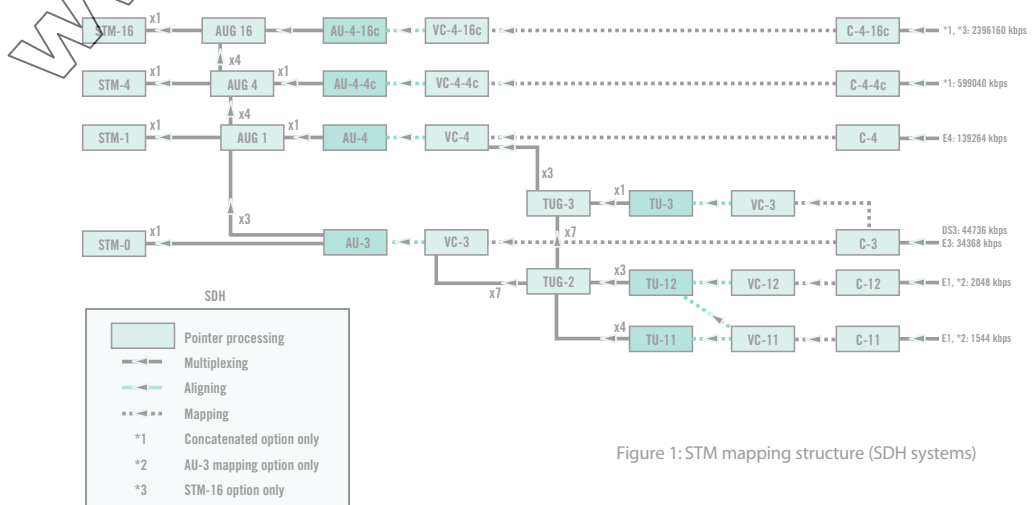 x1 STM-16 AUG 16 AU-4-16c VC-4-16c C-4-16c *1, *3: 2396160 kbps
x4
x1 STM-4 AUG 4 x1 AU-4-4c VC-4-4c C-4-4c *1: 599040 kbps
x4
x1 STM-1 AUG 1 x1 AU-4 VC-4 C-4 E4: 139264 kbps
x3
TUG-3 x1 TU-3 VC-3
x3 x7
DS3: 44736 kbps
STM-0 x1 AU-3 VC-3 C-3 E3: 34368 kbps
x7 TUG-2 x3 TU-12 VC-12 C-12 E1, *2: 2048 kbps
x4 TU-11 VC-11 C-11 E1, *2: 1544 kbps
SDH
Pointer processing
Multiplexing
Aligning
Mapping
*1 Concatenated option only
*2 AU-3 mapping option only
*3 STM-16 option only
Figure 1: STM mapping structure (SDH systems)